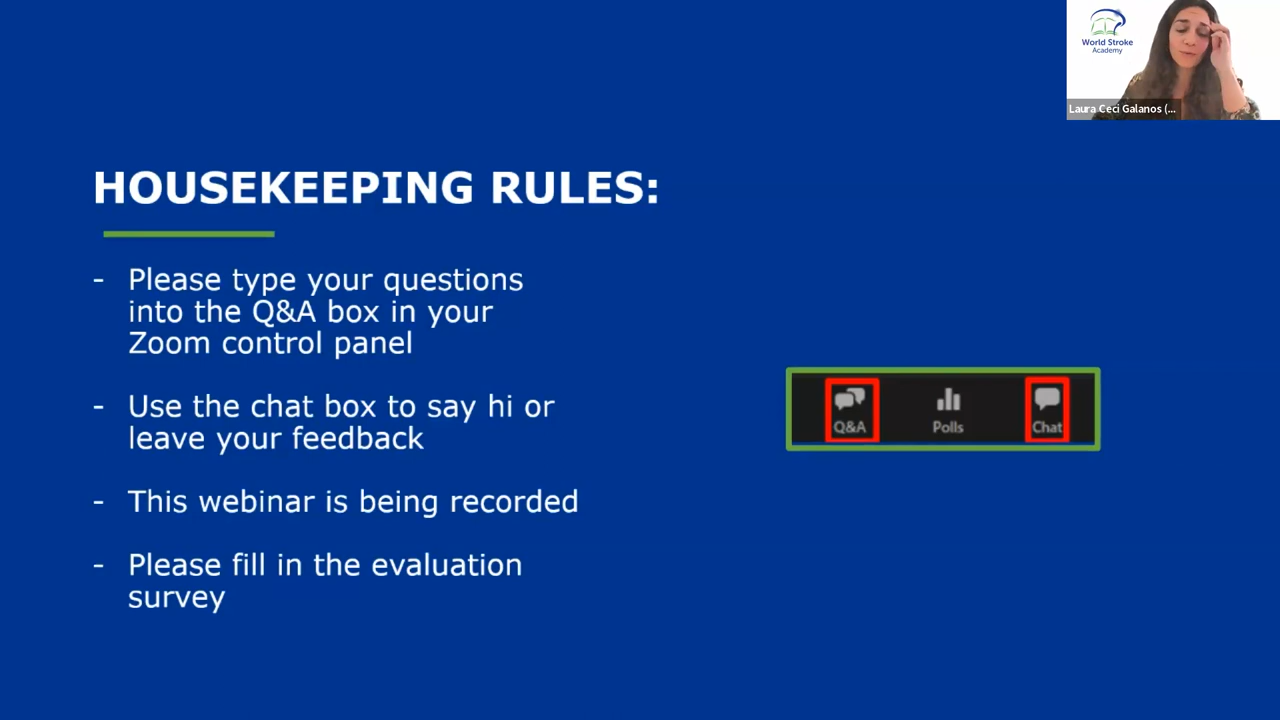 World Stroke
Academy
Laura Ceci Galanos (...
HOUSEKEEPING RULES:
- Please type your questions
into the Q&A box in your
Zoom control panel
- Use the chat box to say hi or
leave your feedback
- This webinar is being recorded
- Please fill in the evaluation
survey
Q&A
Polls
Chat